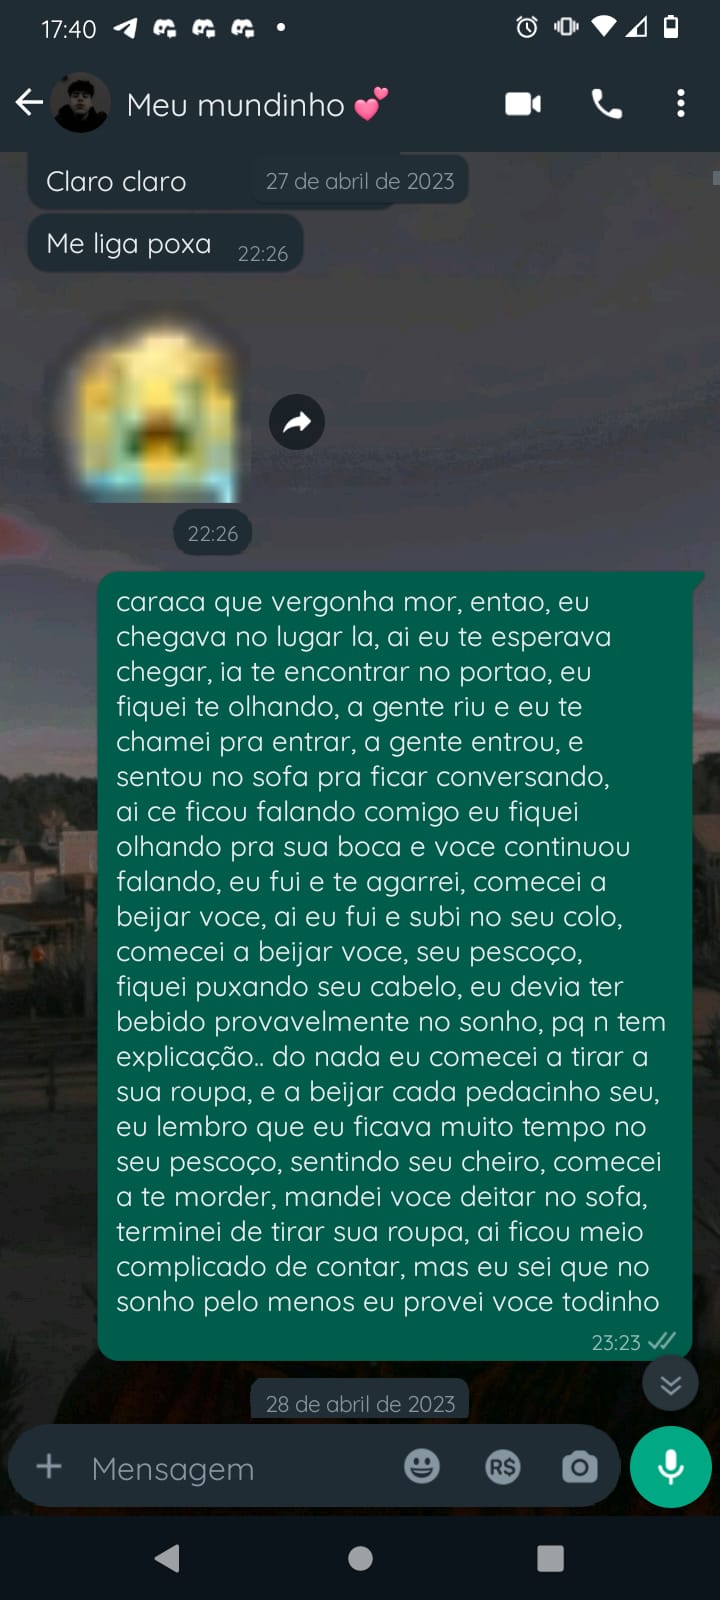 17:40
Meu mundinho 💕
Claro claro
27 de abril de 2023
Me liga poxa 22:26
22:26
caraca que vergonha mor, entao, eu
chegava no lugar la, ai eu te esperava
chegar, ia te encontrar no portao, eu
fiquei te olhando, a gente riu e eu te
chamei pra entrar, a gente entrou, e
sentou no sofa pra ficar conversando,
ai ce ficou falando comigo eu fiquei
olhando pra sua boca e voce continuou
falando, eu fui e te agarrei, comecei a
beijar voce, ai eu fui e subi no seu colo,
comecei a beijar voce, seu pescoço,
fiquei puxando seu cabelo, eu devia ter
bebido provavelmente no sonho, pq n tem
explicação.. do nada eu comecei a tirar a
sua roupa, e a beijar cada pedacinho seu,
eu lembro que eu ficava muito tempo no
seu pescoço, sentindo seu cheiro, comecei
a te morder, mandei voce deitar no sofa,
terminei de tirar sua roupa, ai ficou meio
complicado de contar, mas eu sei que no
sonho pelo menos eu provei voce todinho
23:23
28 de abril de 2023
Mensagem
R$